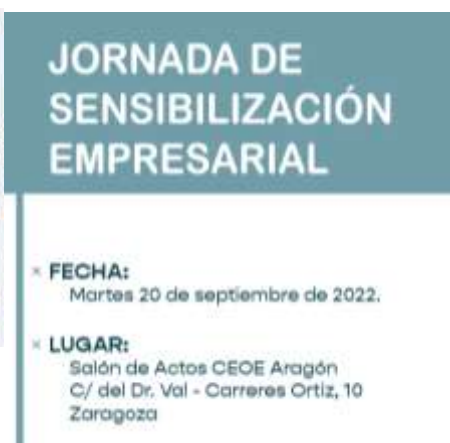 JORNADA DE
SENSIBILIZACIÓN
EMPRESARIAL
× FECHA:
Martes 20 de septiembre de 2022.
× LUGAR:
Salón de Actos CEOE Aragón
C/ del Dr. Val - Carreres Ortiz, 10
Zaragoza